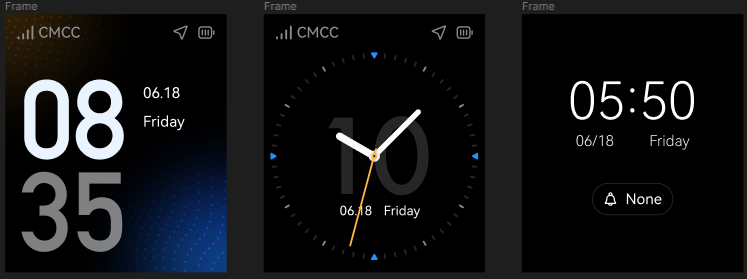 Frame
CMCC
08
06.18
Friday
35
Frame
CMCC
10
06.18 Friday
Frame
05:50
06/18 Friday
None